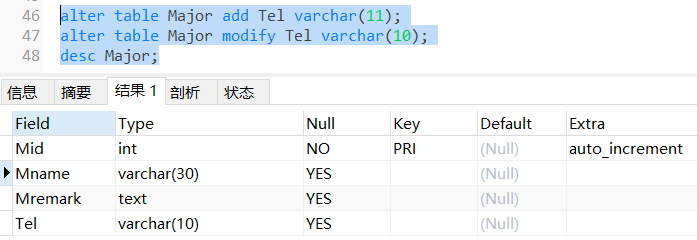 46 alter table Major add Tel varchar(11);
47 alter table Major modify Tel varchar(10);
48 desc Major;
信息 摘要 结果 1 剖析 状态
Field Type Null Key Default Extra
Mid int NO PRI (Null) auto_increment
Mname varchar(30) YES (Null)
Mremark text YES (Null)
Tel varchar(10) YES (Null)